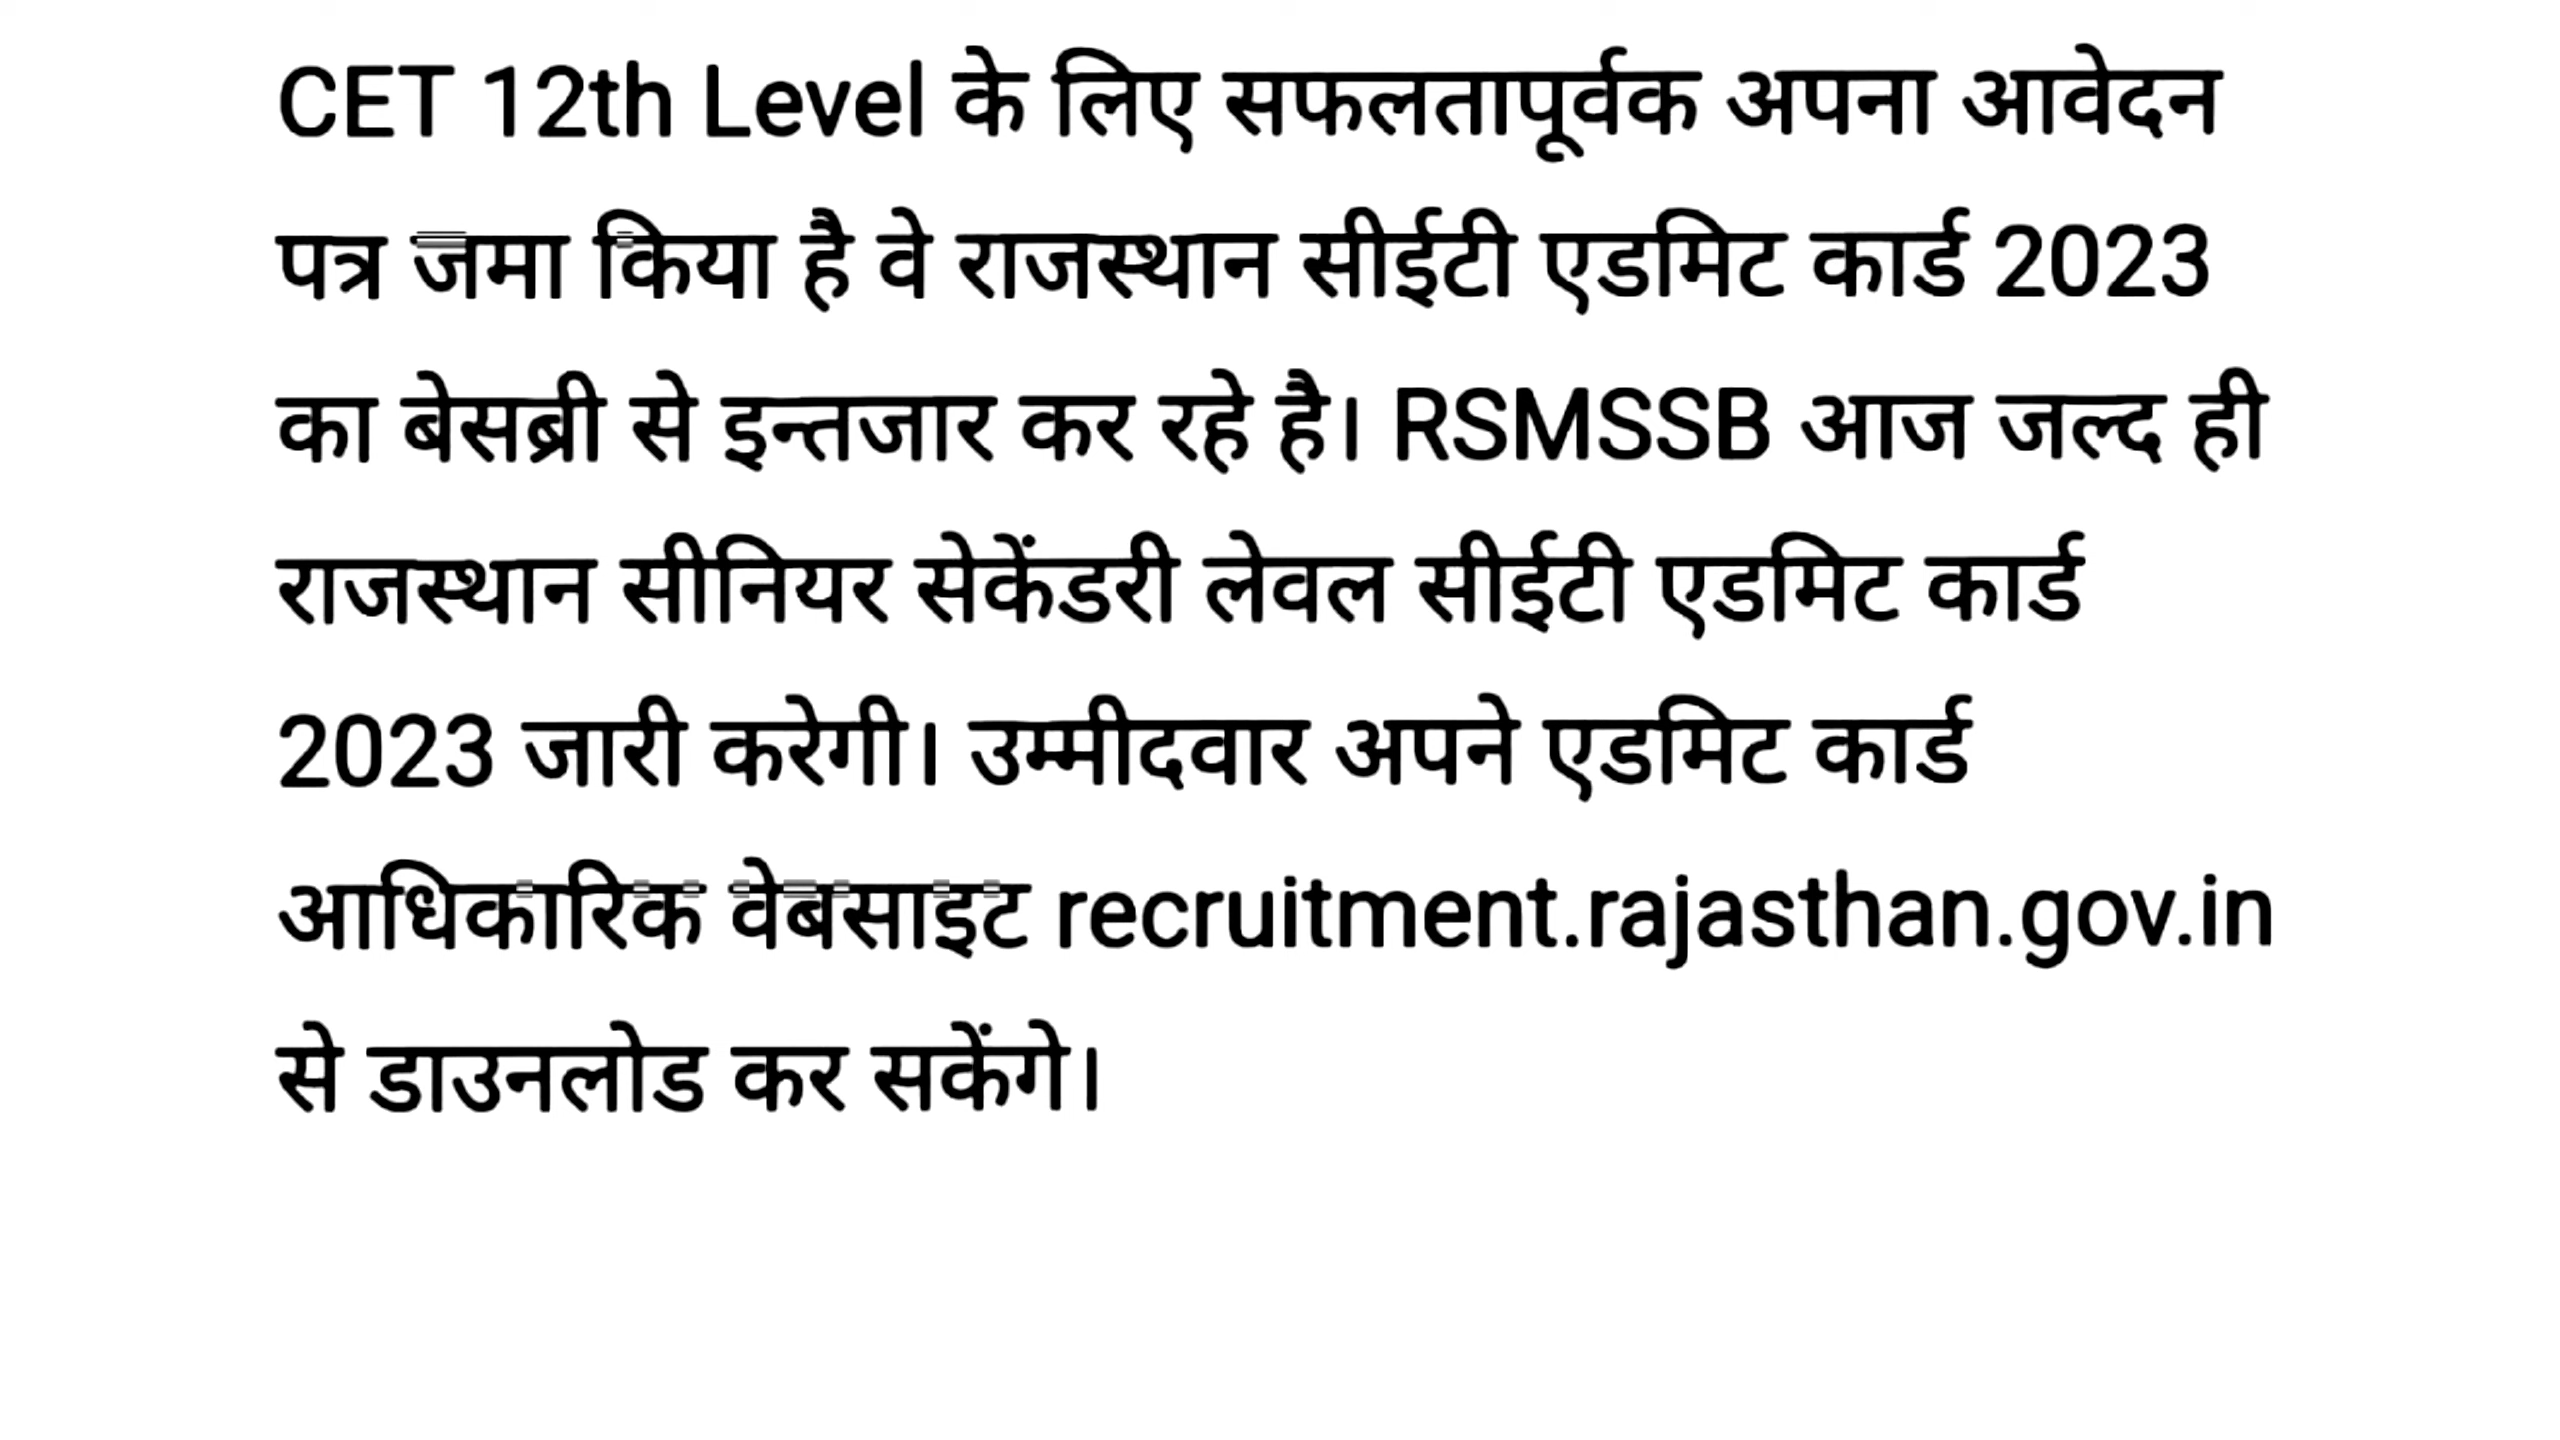 CET 12th Level के लिए सफलतापूर्वक अपना आवेदन
पत्र जमा किया है वे राजस्थान सीईटी एडमिट कार्ड 2023
का बेसब्री से इन्तजार कर रहे है। RSMSSB आज जल्द ही
राजस्थान सीनियर सेकेंडरी लेवल सीईटी एडमिट कार्ड
2023 जारी करेगी। उम्मीदवार अपने एडमिट कार्ड
आधिकारिक वेबसाइट recruitment.rajasthan.gov.in
से डाउनलोड कर सकेंगे।